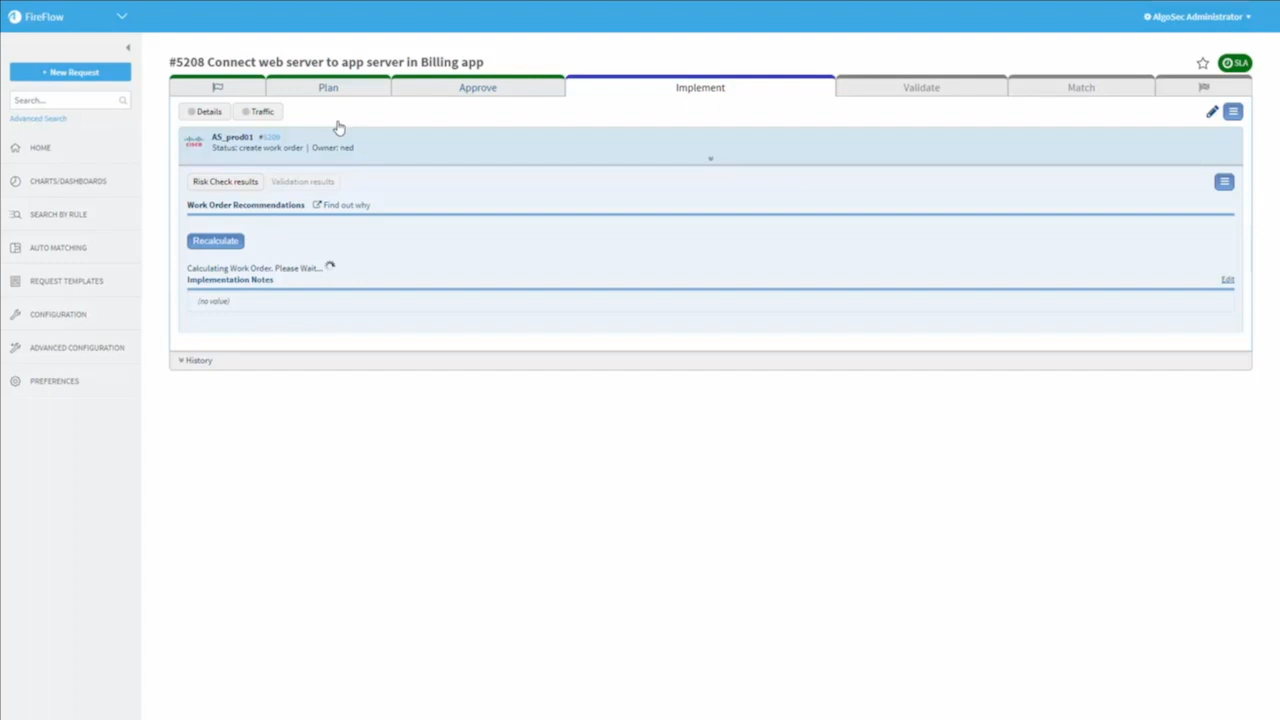 FireFlow
AlgoSec Administrator
+ New Request
Search...
Advanced Search
HOME
CHARTS/DASHBOARDS
SEARCH BY RULE
AUTO MATCHING
REQUEST TEMPLATES
CONFIGURATION
ADVANCED CONFIGURATION
PREFERENCES
#5208 Connect web server to app server in Billing app
SLA
Plan
Approve
Implement
Validate
Match
Details
Traffic
cisco
AS_prod01 #5209
Status: create work order | Owner: ned
Risk Check results
Validation results
Work Order Recommendations
Find out why
Recalculate
Calculating Work Order. Please Wait...
Implementation Notes
Edit
(no value)
History